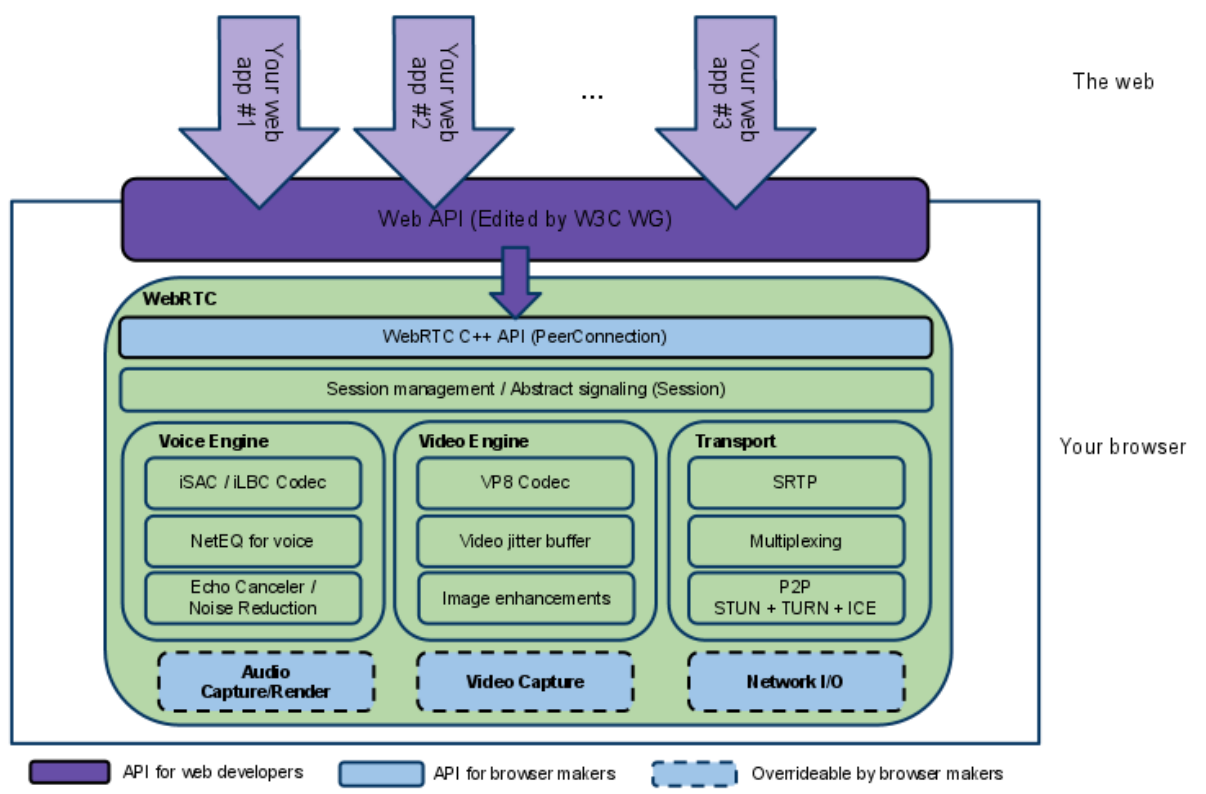 Your web
app #1
Your web
app #2
...
Your web
app #3
The web
Web API (Edited by W3C WG)
WebRTC
WebRTC C++ API (PeerConnection)
Session management / Abstract signaling (Session)
Your browser
Voice Engine
iSAC / iLBC Codec
NetEQ for voice
Echo Canceler /
Noise Reduction
Video Engine
VP8 Codec
Video jitter buffer
Image enhancements
Transport
SRTP
Multiplexing
P2P
STUN + TURN + ICE
Audio
Capture/Render
Video Capture
Network I/O
API for web developers
API for browser makers
Overrideable by browser makers